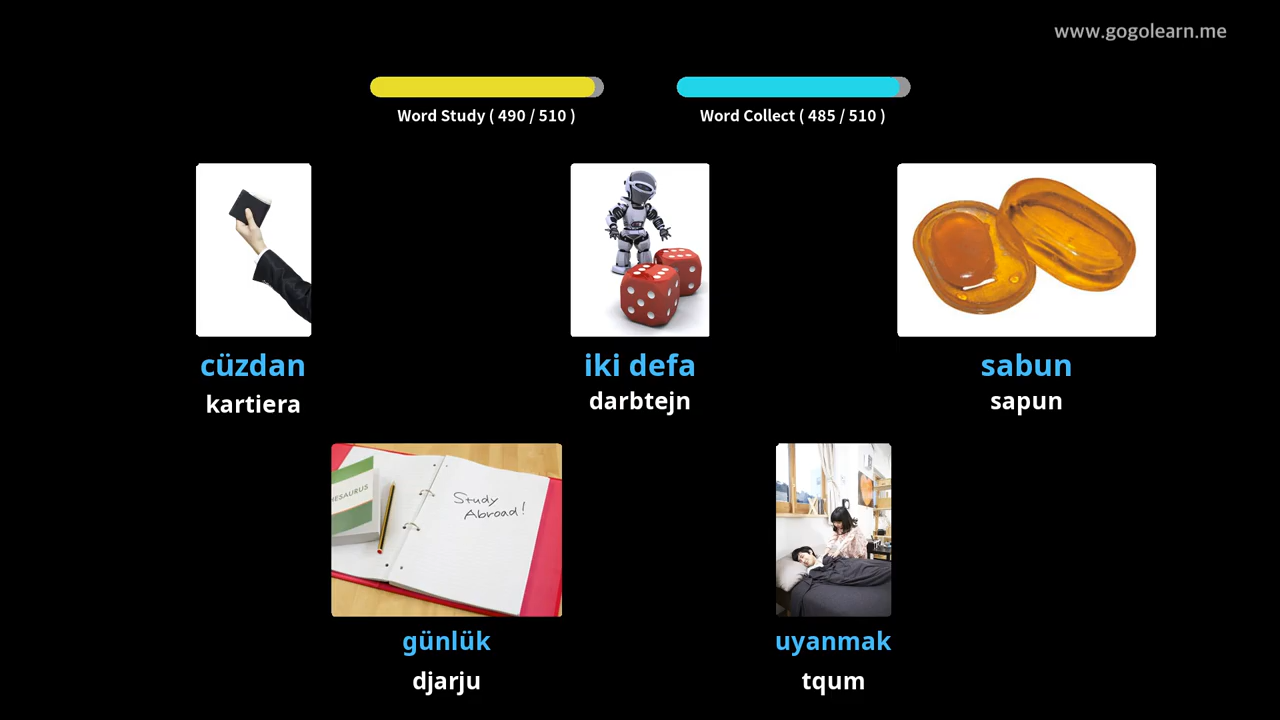 www.gogolearn.me
Word Study ( 490 / 510 )
Word Collect ( 485 / 510 )
cüzdan
kartiera
iki defa
darbtejn
sabun
sapun
HESAURUS
Study
Abroad!
günlük
djarju
uyanmak
tqum